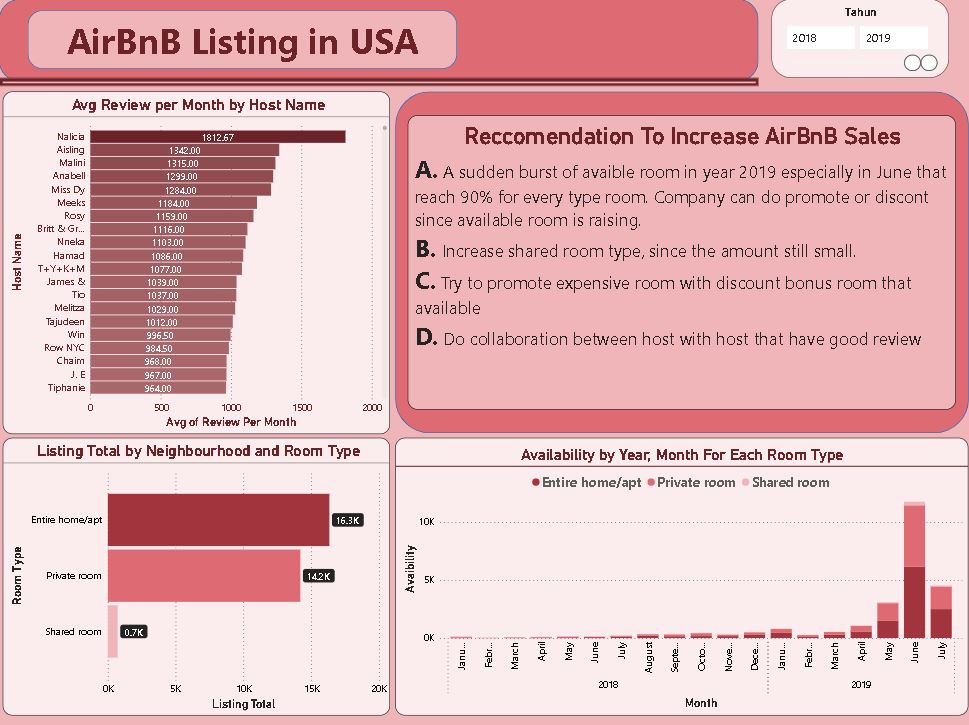 AirBnB Listing in USA
Tahun
2018 2019
Avg Review per Month by Host Name
Host Name
Nalicia 1812.67
Aisling 1342.00
Malini 1315.00
Anabell 1299.00
Miss Dy 1284.00
Meeks 1184.00
Rosy 1159.00
Britt & Gr... 1116.00
Nneka 1103.00
Hamad 1086.00
T+Y+K+M 1077.00
James & 1039.00
Tio 1037.00
Melitza 1029.00
Tajudeen 1012.00
Win 996.50
Row NYC 984.50
Chaim 968.00
J. E 967.00
Tiphanie 964.00
0 500 1000 1500 2000
Avg of Review Per Month
Reccomendation To Increase AirBnB Sales
A. A sudden burst of avaible room in year 2019 especially in June that
reach 90% for every type room. Company can do promote or discont
since available room is raising.
B. Increase shared room type, since the amount still small.
C. Try to promote expensive room with discount bonus room that
available
D. Do collaboration between host with host that have good review
Listing Total by Neighbourhood and Room Type
Room Type
Entire home/apt 16.3K
Private room 14.2K
Shared room 0.7K
0K 5K 10K 15K 20K
Listing Total
Availability by Year, Month For Each Room Type
Entire home/apt Private room Shared room
Avaibility
10K
5K
0K
Janu... Febr... March April May June July August Septe... Octo... Nove... Dece... Janu... Febr... March April May June July
2018 2019
Month